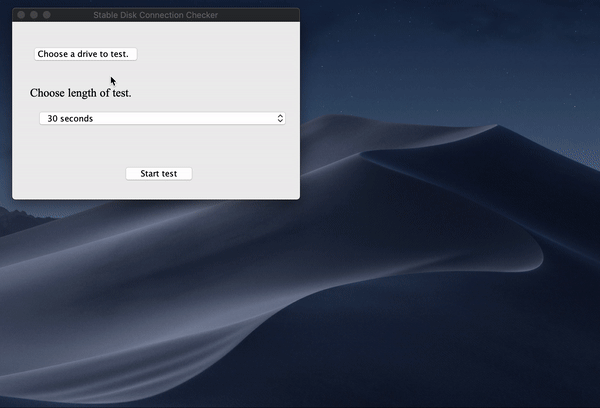 Stable Disk Connection Checker
Choose a drive to test.
Choose length of test.
30 seconds
Start test